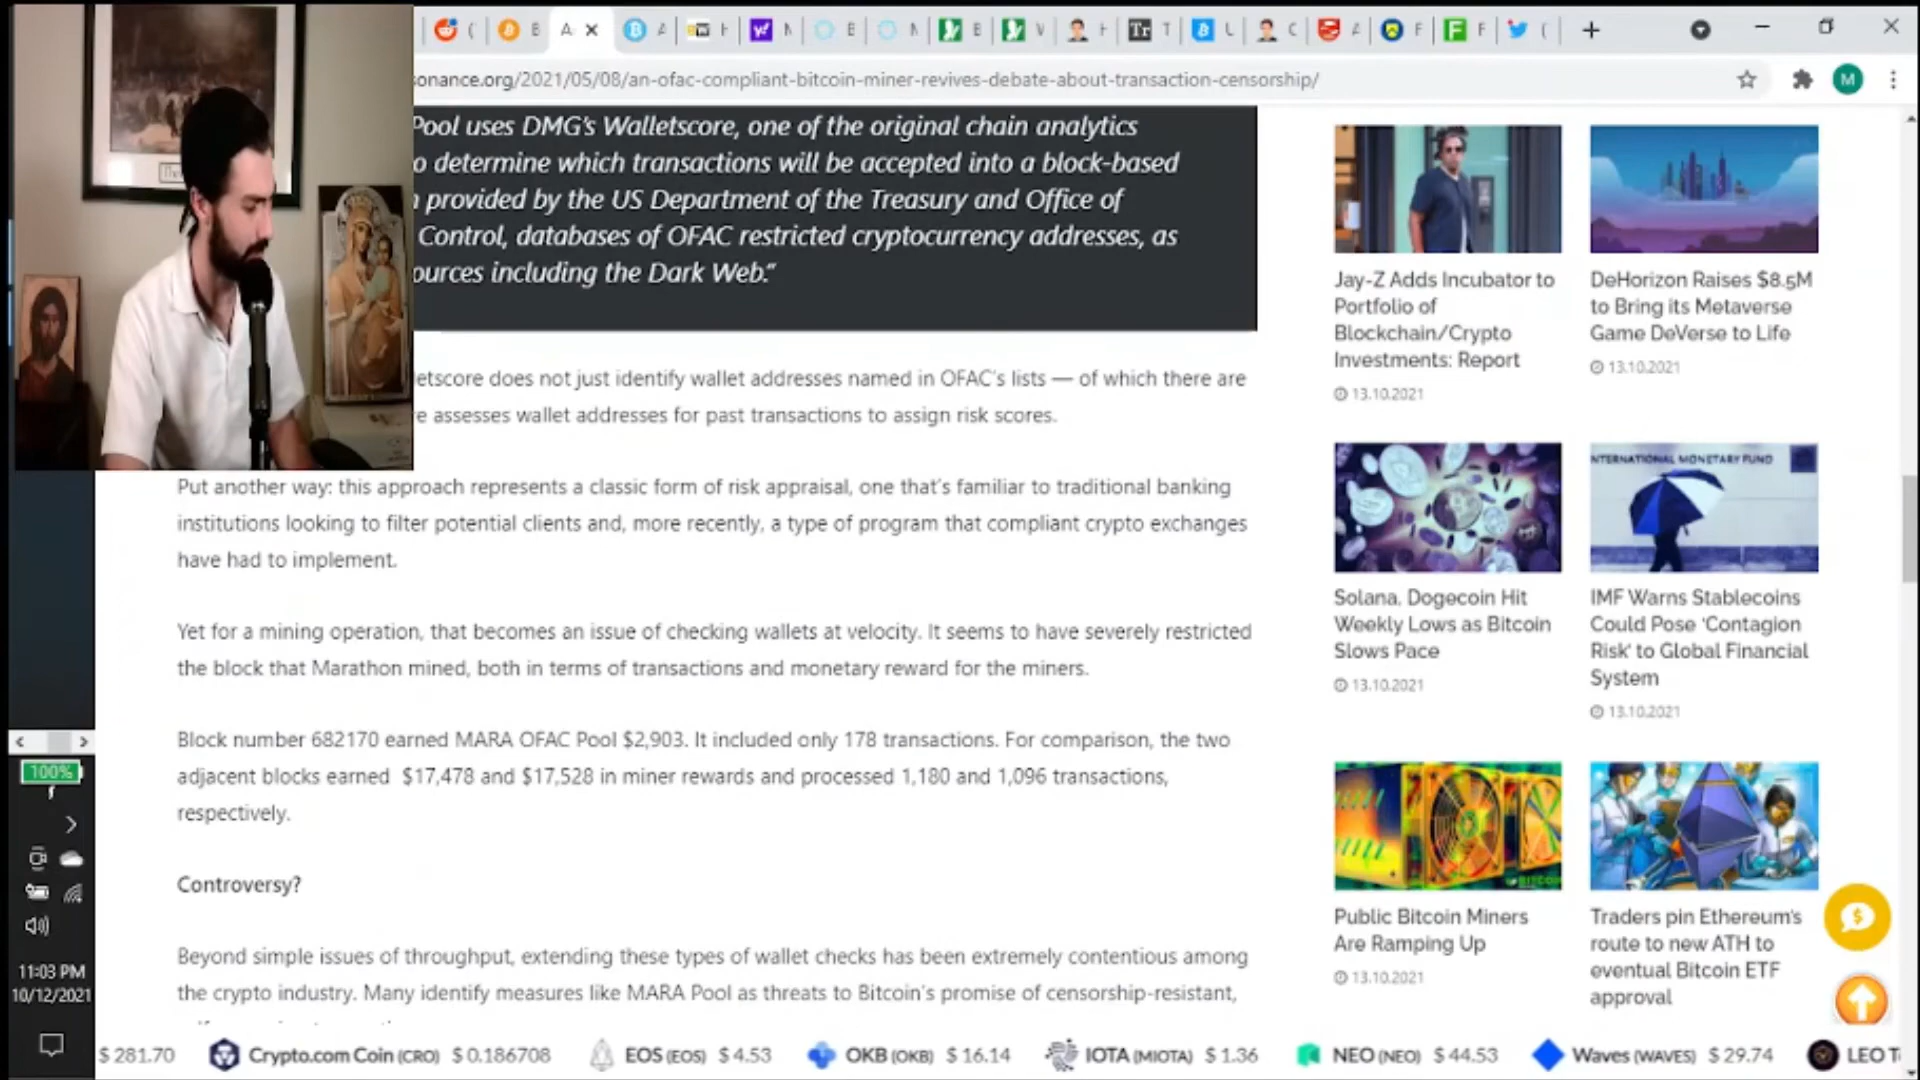 sonance.org/2021/05/08/an-ofac-compliant-bitcoin-miner-revives-debate-about-transaction-censorship/
M
Pool uses DMG's Walletscore, one of the original chain analytics
o determine which transactions will be accepted into a block-based
provided by the US Department of the Treasury and Office of
Control, databases of OFAC restricted cryptocurrency addresses, as
ources including the Dark Web."
etscore does not just identify wallet addresses named in OFAC's lists — of which there are
e assesses wallet addresses for past transactions to assign risk scores.
Put another way: this approach represents a classic form of risk appraisal, one that's familiar to traditional banking
institutions looking to filter potential clients and, more recently, a type of program that compliant crypto exchanges
have had to implement.
Yet for a mining operation, that becomes an issue of checking wallets at velocity. It seems to have severely restricted
the block that Marathon mined, both in terms of transactions and monetary reward for the miners.
Block number 682170 earned MARA OFAC Pool $2,903. It included only 178 transactions. For comparison, the two
adjacent blocks earned $17,478 and $17,528 in miner rewards and processed 1,180 and 1,096 transactions,
respectively.
Controversy?
Beyond simple issues of throughput, extending these types of wallet checks has been extremely contentious among
the crypto industry. Many identify measures like MARA Pool as threats to Bitcoin's promise of censorship-resistant,
Jay-Z Adds Incubator to
Portfolio of
Blockchain/Crypto
Investments: Report
13.10.2021
DeHorizon Raises $8.5M
to Bring its Metaverse
Game DeVerse to Life
13.10.2021
INTERNATIONAL MONETARY FUND
Solana, Dogecoin Hit
Weekly Lows as Bitcoin
Slows Pace
13.10.2021
IMF Warns Stablecoins
Could Pose 'Contagion
Risk' to Global Financial
System
13.10.2021
Public Bitcoin Miners
Are Ramping Up
13.10.2021
Traders pin Ethereum's
route to new ATH to
eventual Bitcoin ETF
approval
100%
11:03 PM
10/12/2021
$ 281.70
Crypto.com Coin (CRO) $ 0.186708
EOS (EOS) $ 4.53
OKB (OKB) $ 16.14
IOTA (MIOTA) $ 1.36
NEO (NEO) $ 44.53
Waves (WAVES) $ 29.74
LEO T